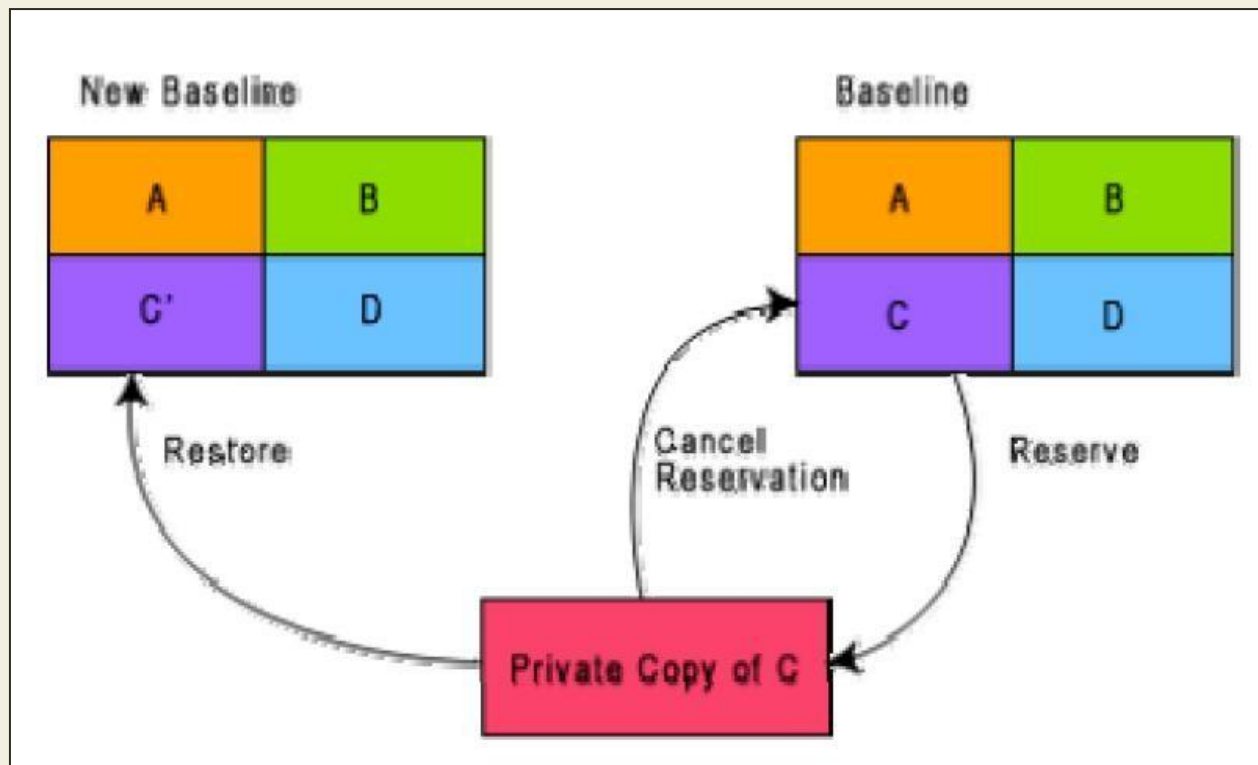 New Baseline
Baseline
A
B
A
B
C'
D
C
D
Restore
Cancel
Reservation
Reserve
Private Copy of C